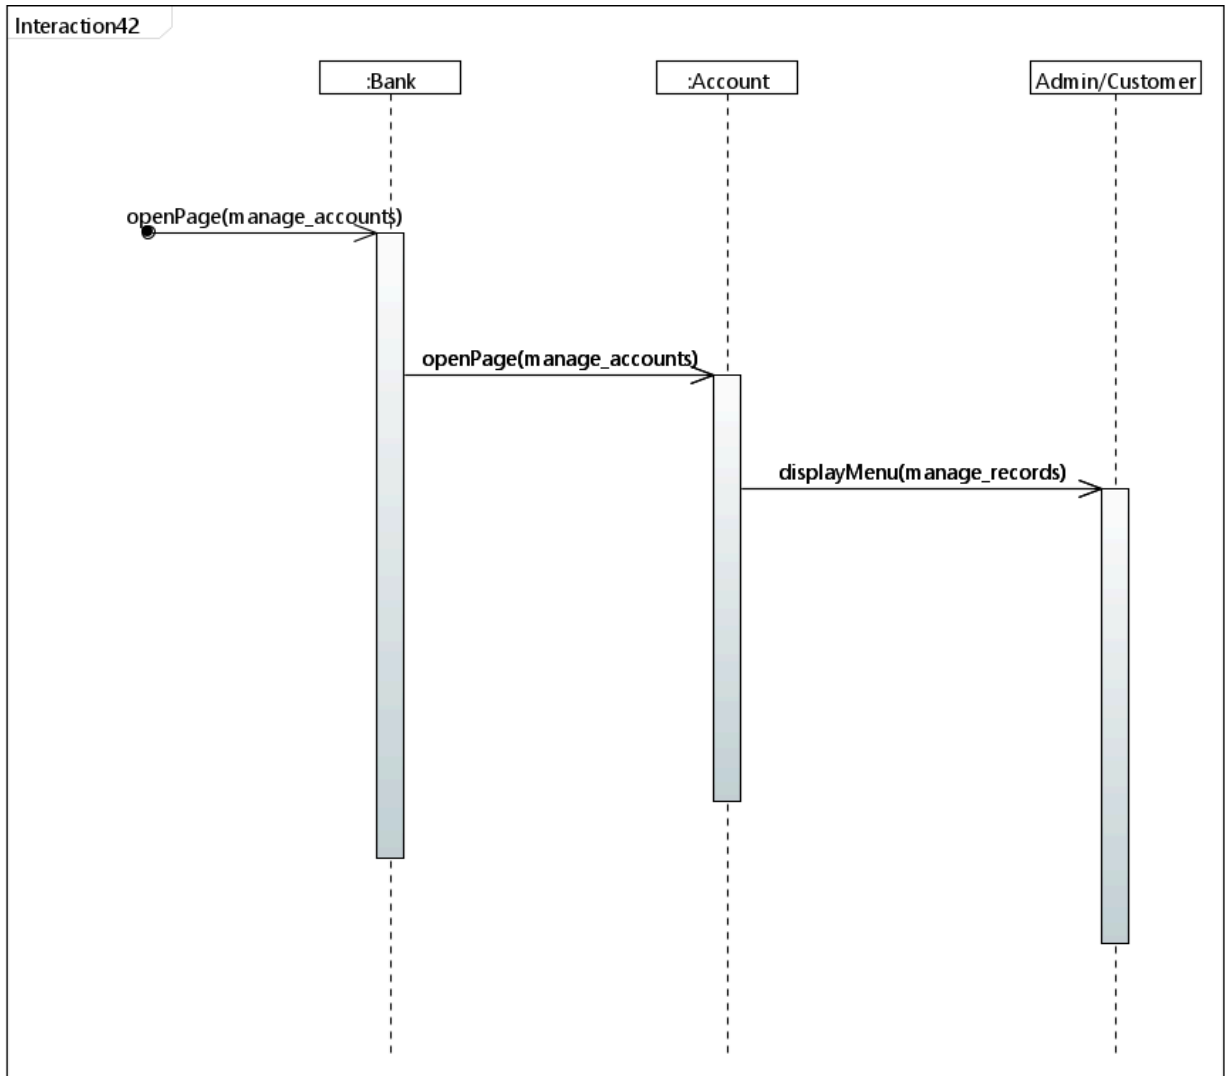 Interaction42
:Bank
:Account
Admin/Customer
openPage(manage_accounts)
openPage(manage_accounts)
displayMenu(manage_records)